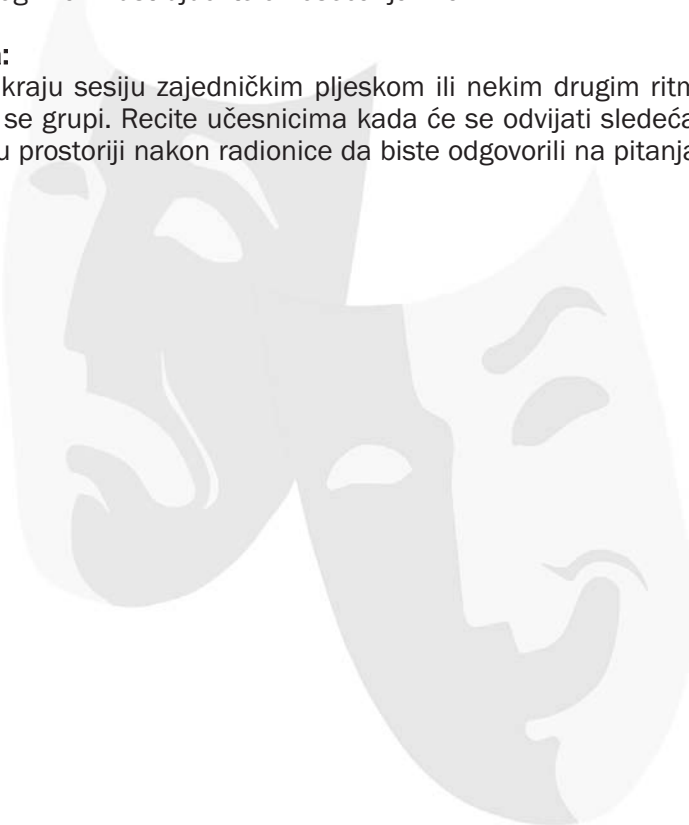 :
kraju sesiju zajedničkim pljeskom ili nekim drugim ritm
se grupi. Recite učesnicima kada će se odvijati sledeća
u prostoriji nakon radionice da biste odgovorili na pitanja